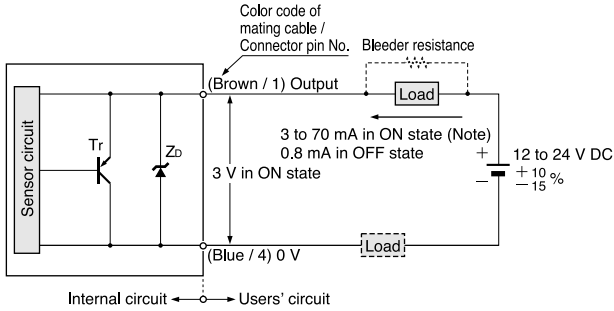 Color code of
mating cable /
Connector pin No.
Bleeder resistance
(Brown / 1) Output
Load
Sensor circuit
Tr
ZD
3 V in ON state
3 to 70 mA in ON state (Note)
0.8 mA in OFF state
+
−
12 to 24 V DC
+ 10
− 15 %
Load
(Blue / 4) 0 V
Internal circuit
Users' circuit